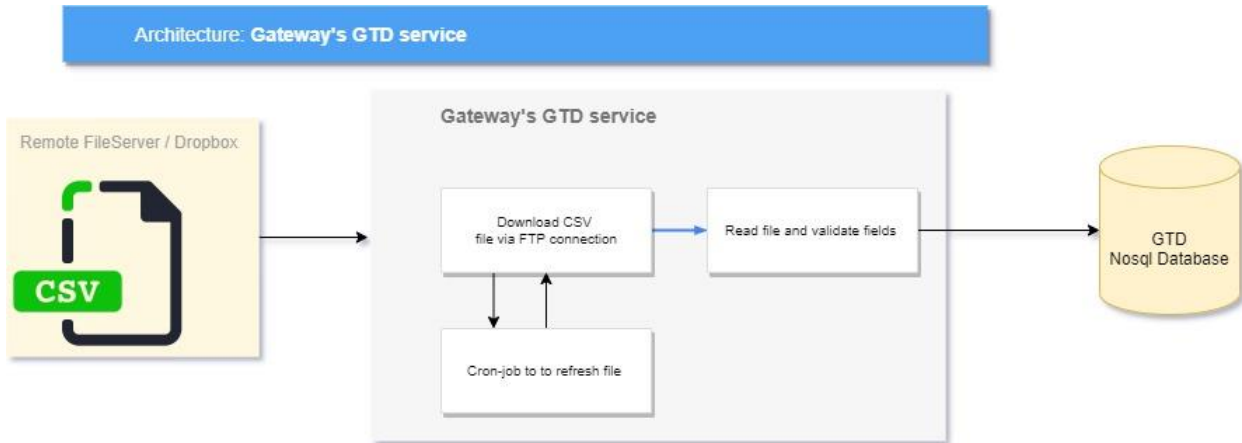 Architecture: Gateway's GTD service
Gateway's GTD service
Remote FileServer / Dropbox
CSV
Download CSV
file via FTP connection
Read file and validate fields
Cron-job to to refresh file
GTD
Nosql Database